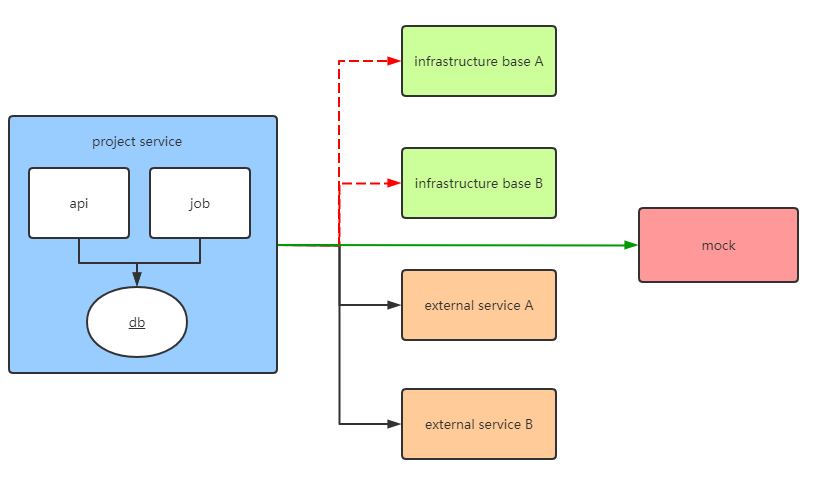 project service
api
job
db
infrastructure base A
infrastructure base B
external service A
external service B
mock